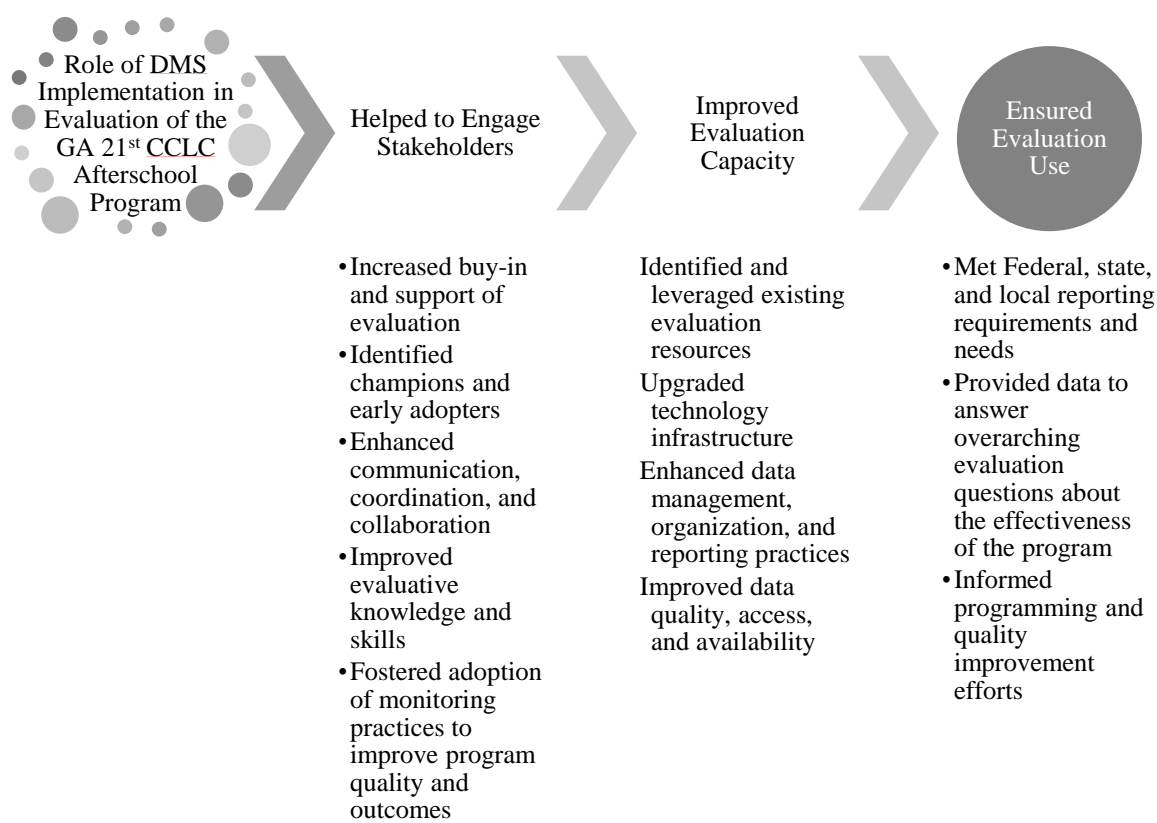 Role of DMS
Implementation in
Evaluation of the
GA 21st CCLC
Afterschool
Program
Helped to Engage
Stakeholders
Improved
Evaluation
Capacity
Ensured
Evaluation
Use
•Increased buy-in
and support of
evaluation
•Identified
champions and
early adopters
•Enhanced
communication,
coordination, and
collaboration
•Improved
evaluative
knowledge and
skills
•Fostered adoption
of monitoring
practices to
improve program
quality and
outcomes
Identified and
leveraged existing
evaluation
resources
Upgraded
technology
infrastructure
Enhanced data
management,
organization, and
reporting practices
Improved data
quality, access,
and availability
•Met Federal, state,
and local reporting
requirements and
needs
•Provided data to
answer
overarching
evaluation
questions about
the effectiveness
of the program
•Informed
programming and
quality
improvement
efforts